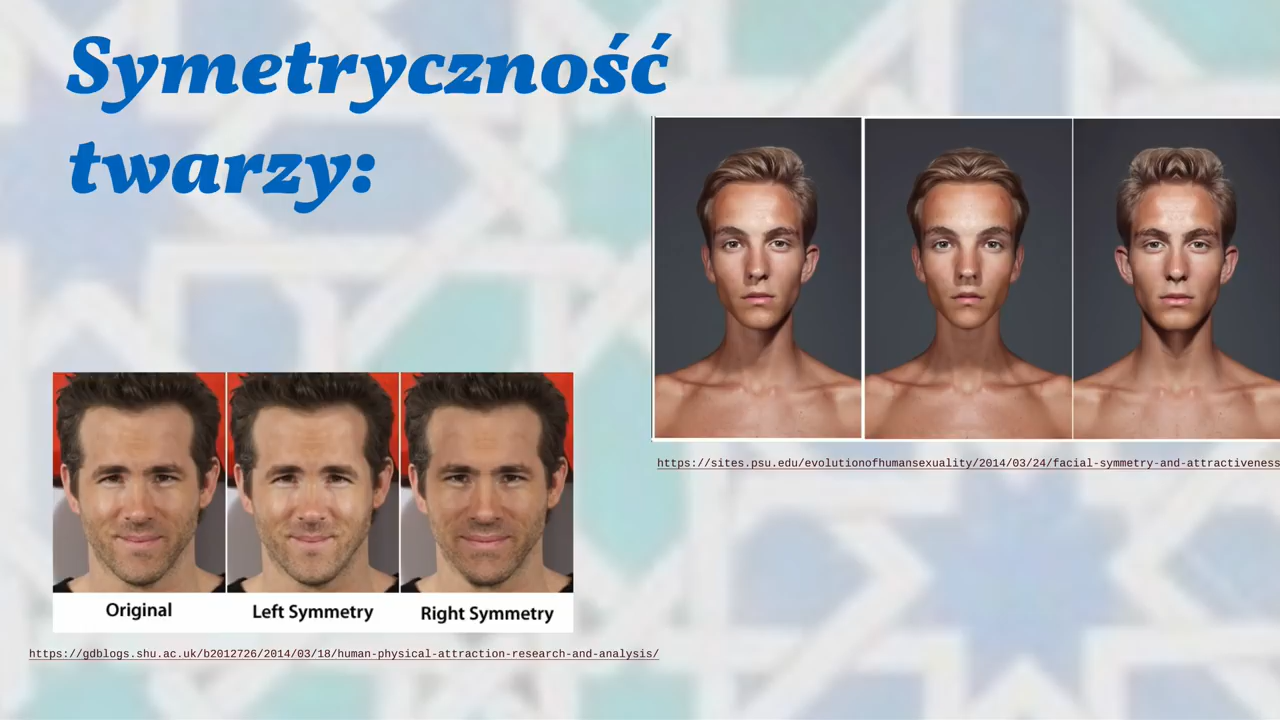 Symetryczność
twarzy:
https://sites.psu.edu/evolutionofhumansexuality/2014/03/24/facial-symmetry-and-attractiveness
Original
Left Symmetry
Right Symmetry
https://gdblogs.shu.ac.uk/b2012726/2014/03/18/human-physical-attraction-research-and-analysis/